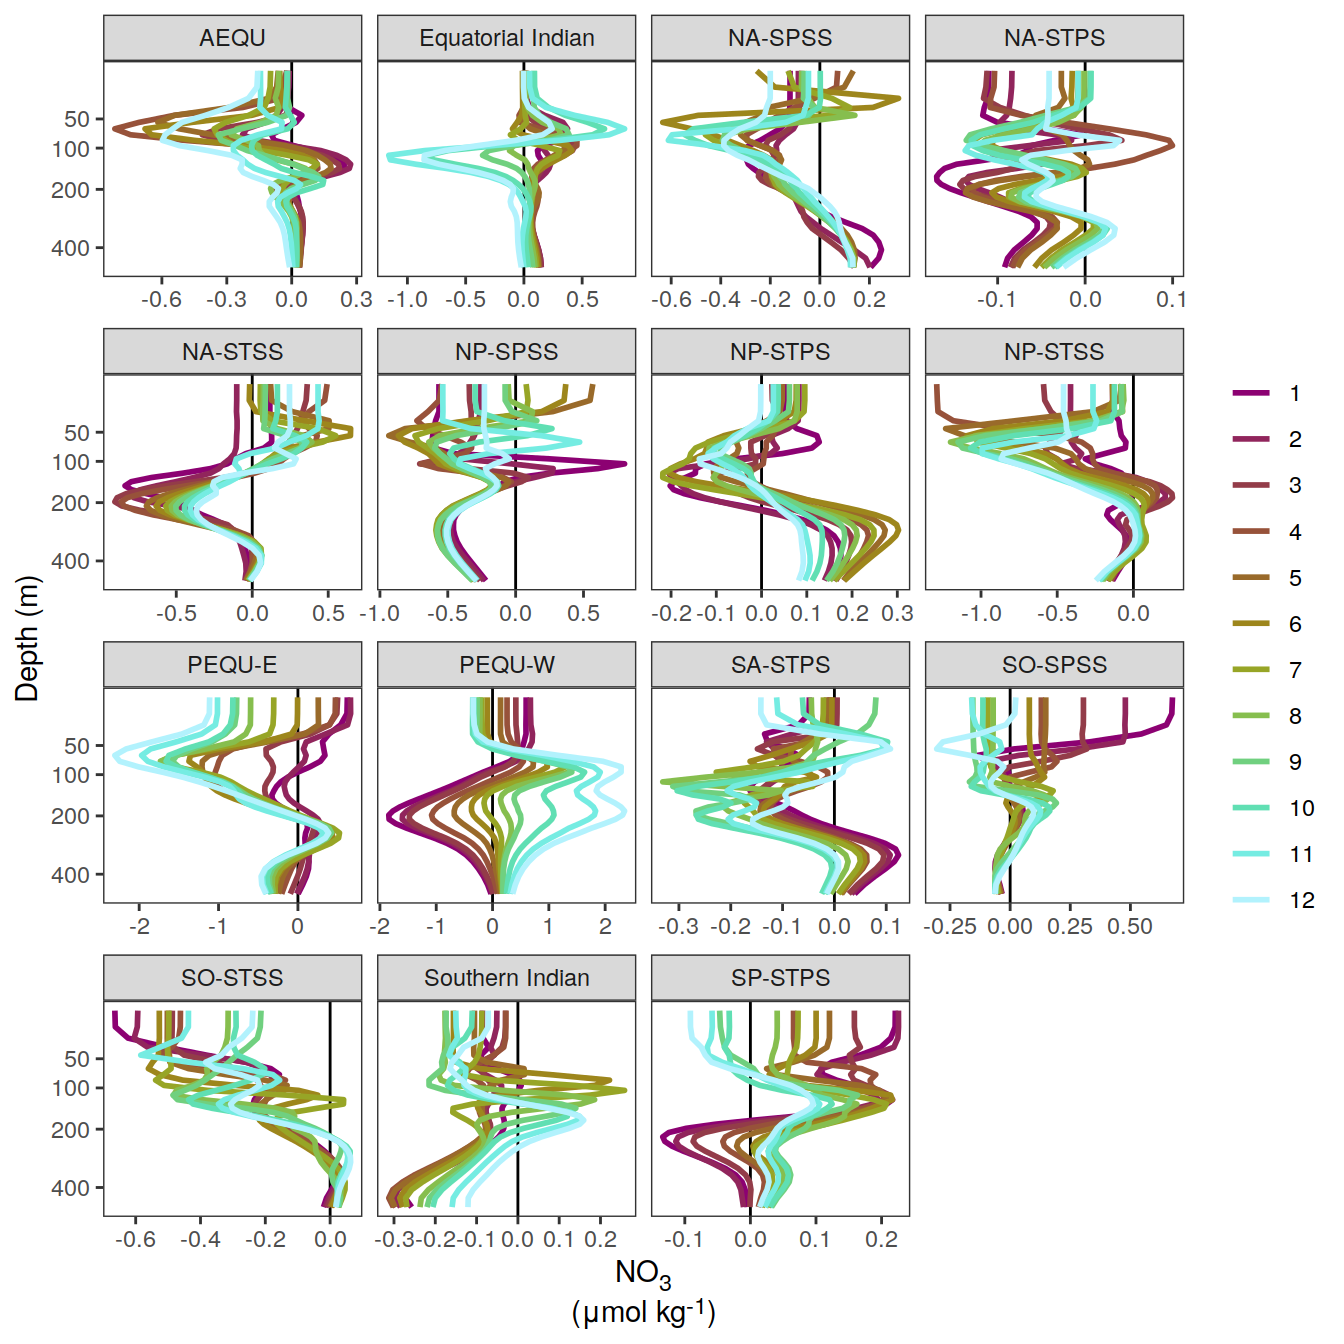 AEQU
Equatorial Indian
NA-SPSS
NA-STPS
50
100
200
400
-0.6 -0.3 0.0 0.3
-1.0 -0.5 0.0 0.5
-0.6 -0.4 -0.2 0.0 0.2
-0.1 0.0 0.1
NA-STSS
NP-SPSS
NP-STPS
NP-STSS
50
100
200
400
-0.5 0.0 0.5
-1.0 -0.5 0.0 0.5
-0.2 -0.1 0.0 0.1 0.2 0.3
-1.0 -0.5 0.0
PEQU-E
PEQU-W
SA-STPS
SO-SPSS
50
100
200
400
-2 -1 0
-2 -1 0 1 2
-0.3 -0.2 -0.1 0.0 0.1
-0.25 0.00 0.25 0.50
SO-STSS
Southern Indian
SP-STPS
50
100
200
400
-0.6 -0.4 -0.2 0.0
-0.3 -0.2 -0.1 0.0 0.1 0.2
-0.1 0.0 0.1 0.2
Depth (m)
NO₃
(µmol kg⁻¹)
1
2
3
4
5
6
7
8
9
10
11
12